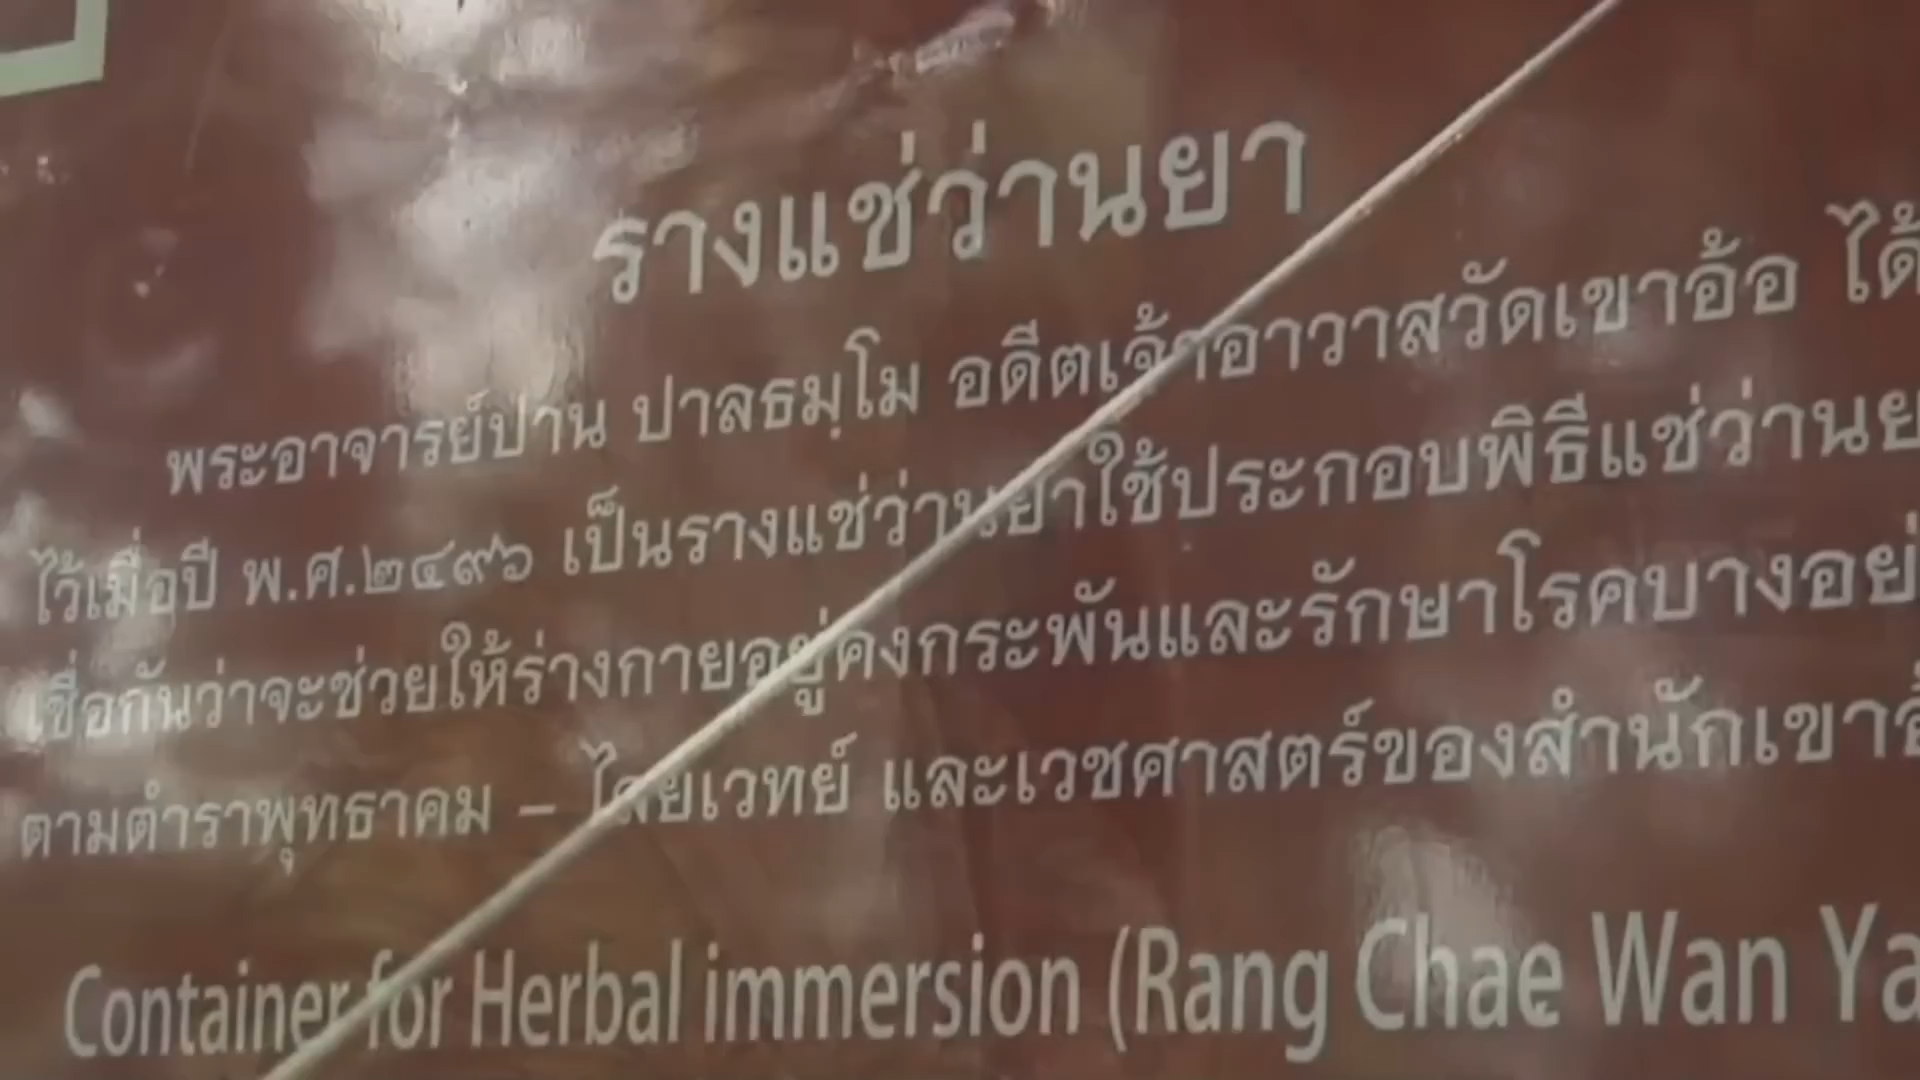 รางแช่ว่านยา
พระอาจารย์ปาน ปาลธมฺโม อดีตเจ้าอาวาสวัดเขาอ้อ ได้
ไว้เมื่อปี พ.ศ.๒๔๙๖ เป็นรางแช่ว่านยาใช้ประกอบพิธีแช่ว่านย
เชื่อกันว่าจะช่วยให้ร่างกายอยู่คงกระพันและรักษาโรคบางอย่
ตามตำราพุทธาคม – ไสยเวทย์ และเวชศาสตร์ของสำนักเขาอ้
Container for Herbal immersion (Rang Chae Wan Ya